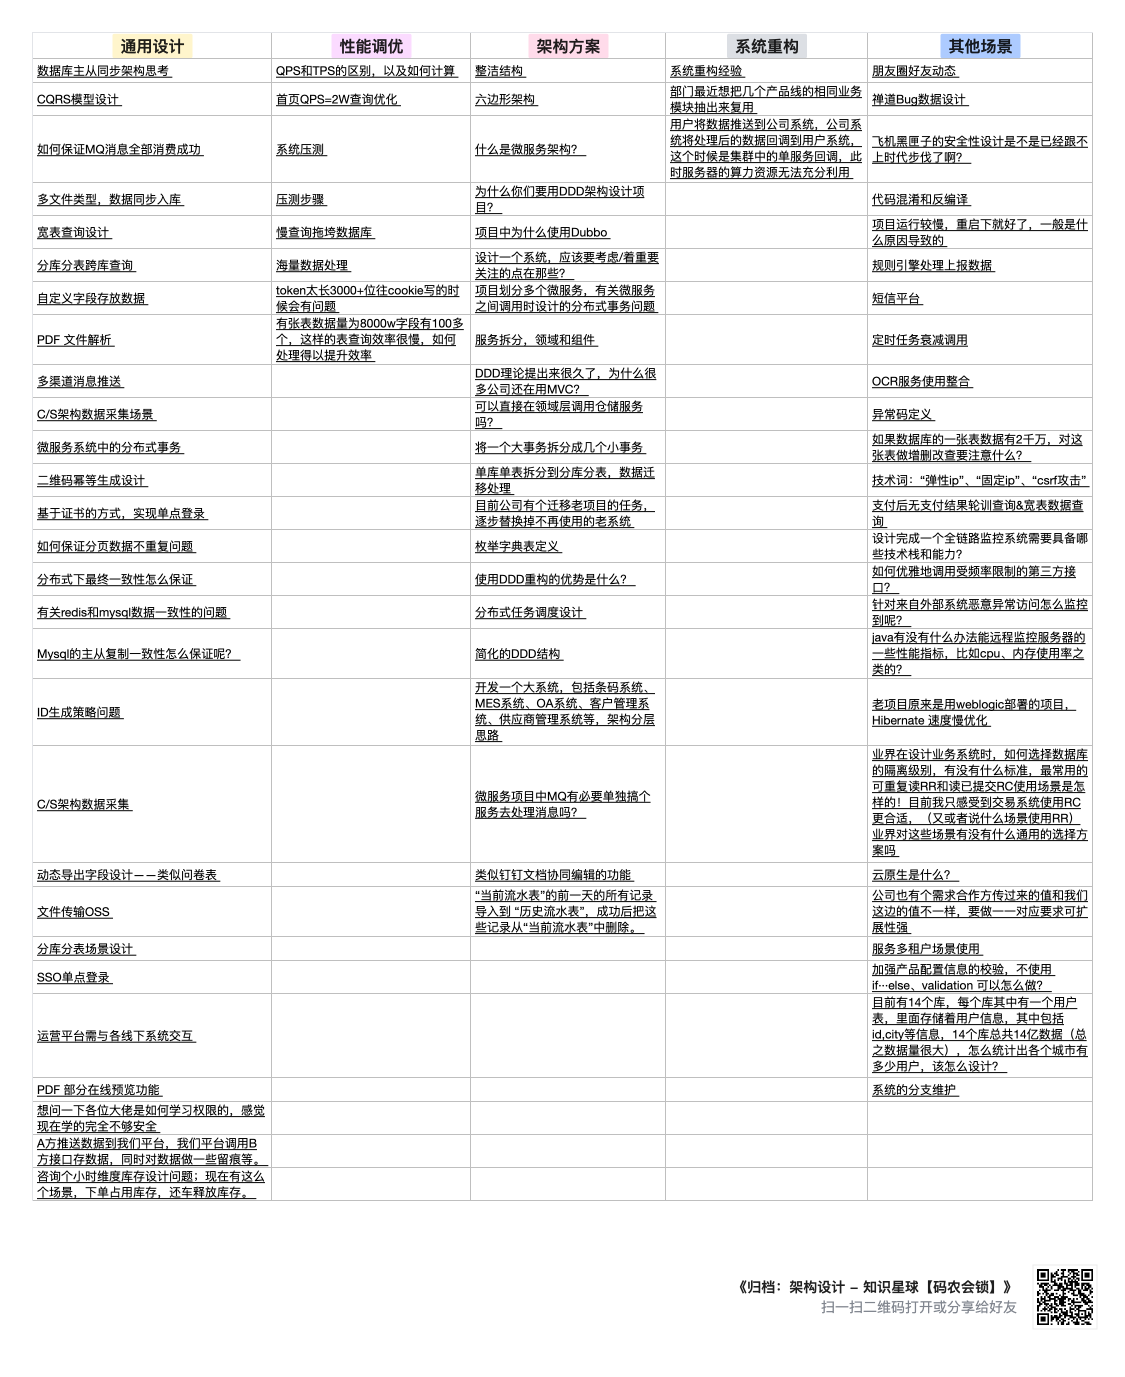 通用设计 性能调优 架构方案 系统重构 其他场景
数据库主从同步架构思考 QPS和TPS的区别，以及如何计算 整洁结构 系统重构经验 朋友圈好友动态
CQRS模型设计 首页QPS=2W查询优化 六边形架构 部门最近想把几个产品线的相同业务
模块抽出来复用 禅道Bug数据设计
如何保证MQ消息全部消费成功 系统压测 什么是微服务架构？ 用户将数据推送到公司系统，公司系
统将处理后的数据回调到用户系统，
这个时候是集群中的单服务回调，此
时服务器的算力资源无法充分利用 飞机黑匣子的安全性设计是不是已经跟不
上时代步伐了啊？
多文件类型，数据同步入库 压测步骤 为什么你们要用DDD架构设计项
目？ 代码混淆和反编译
宽表查询设计 慢查询拖垮数据库 项目中为什么使用Dubbo 项目运行较慢，重启下就好了，一般是什
么原因导致的
分库分表跨库查询 海量数据处理 设计一个系统，应该要考虑/着重要
关注的点在那些？ 规则引擎处理上报数据
自定义字段存放数据 token太长3000+位往cookie写的时
候会有问题 项目划分多个微服务，有关微服务
之间调用时设计的分布式事务问题 短信平台
PDF 文件解析 有张表数据量为8000w字段有100多
个，这样的表查询效率很慢，如何
处理得以提升效率 服务拆分，领域和组件 定时任务衰减调用
多渠道消息推送 DDD理论提出来很久了，为什么很
多公司还在用MVC？ OCR服务使用整合
C/S架构数据采集场景 可以直接在领域层调用仓储服务
吗？ 异常码定义
微服务系统中的分布式事务 将一个大事务拆分成几个小事务 如果数据库的一张表数据有2千万，对这
张表做增删改查要注意什么？
二维码幂等生成设计 单库单表拆分到分库分表，数据迁
移处理 技术词：“弹性ip”、“固定ip”、“csrf攻击”
基于证书的方式，实现单点登录 目前公司有个迁移老项目的任务，
逐步替换掉不再使用的老系统 支付后无支付结果轮训查询&宽表数据查
询
如何保证分页数据不重复问题 枚举字典表定义 设计完成一个全链路监控系统需要具备哪
些技术栈和能力？
分布式下最终一致性怎么保证 使用DDD重构的优势是什么？ 如何优雅地调用受频率限制的第三方接
口？
有关redis和mysql数据一致性的问题 分布式任务调度设计 针对来自外部系统恶意异常访问怎么监控
到呢？
Mysql的主从复制一致性怎么保证呢？ 简化的DDD结构 java有没有什么办法能远程监控服务器的
一些性能指标，比如cpu、内存使用率之
类的？
ID生成策略问题 开发一个大系统，包括条码系统、
MES系统、OA系统、客户管理系
统、供应商管理系统等，架构分层
思路 老项目原来是用weblogic部署的项目，
Hibernate 速度慢优化
C/S架构数据采集 微服务项目中MQ有必要单独搞个
服务去处理消息吗？ 业界在设计业务系统时，如何选择数据库
的隔离级别，有没有什么标准，最常用的
可重复读RR和读已提交RC使用场景是怎
样的！目前我只感受到交易系统使用RC
更合适，（又或者说什么场景使用RR）
业界对这些场景有没有什么通用的选择方
案吗
动态导出字段设计——类似问卷表 类似钉钉文档协同编辑的功能 云原生是什么？
文件传输OSS “当前流水表”的前一天的所有记录
导入到 “历史流水表”，成功后把这
些记录从“当前流水表”中删除。 公司也有个需求合作方传过来的值和我们
这边的值不一样，要做一一对应要求可扩
展性强
分库分表场景设计 服务多租户场景使用
SSO单点登录 加强产品配置信息的校验，不使用
if···else、validation 可以怎么做？
运营平台需与各线下系统交互 目前有14个库，每个库其中有一个用户
表，里面存储着用户信息，其中包括
id,city等信息，14个库总共14亿数据（总
之数据量很大），怎么统计出各个城市有
多少用户，该怎么设计？
PDF 部分在线预览功能 系统的分支维护
想问一下各位大佬是如何学习权限的，感觉
现在学的完全不够安全
A方推送数据到我们平台，我们平台调用B
方接口存数据，同时对数据做一些留痕等。
咨询个小时维度库存设计问题；现在有这么
个场景，下单占用库存，还车释放库存。
《归档：架构设计 – 知识星球【码农会锁】》
扫一扫二维码打开或分享给好友